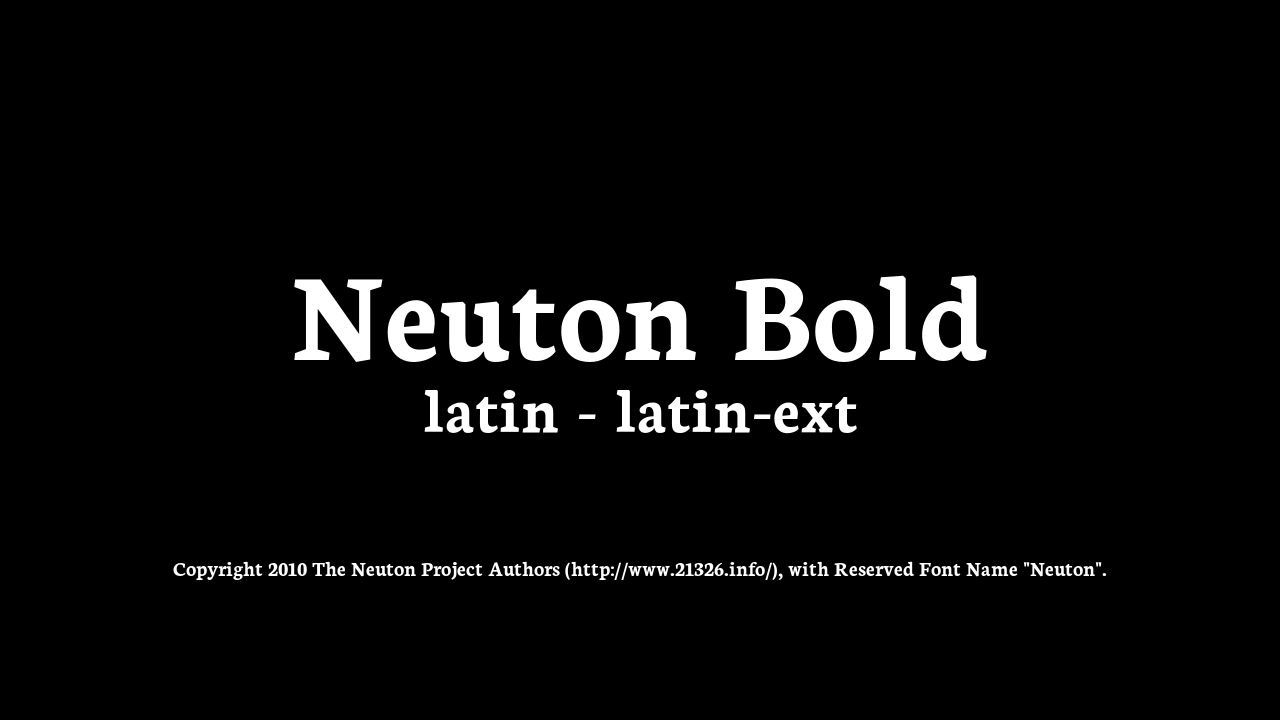 Neuton Bold
latin - latin-ext
Copyright 2010 The Neuton Project Authors (http://www.21326.info/), with Reserved Font Name "Neuton".